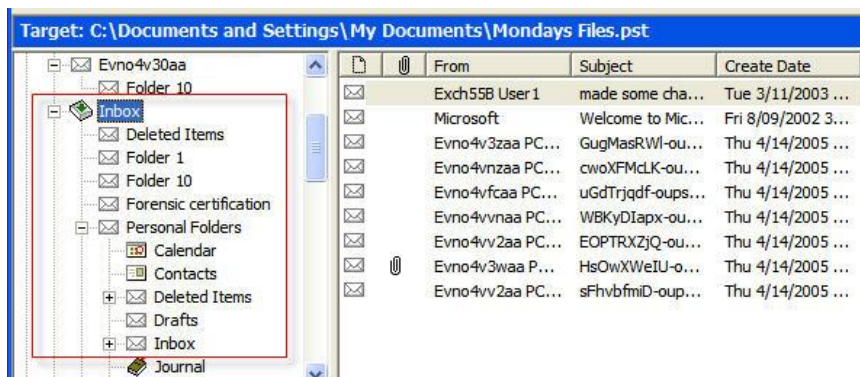 Target: C:\Documents and Settings\My Documents\Mondays Files.pst
Evno4v30aa
Folder 10
Inbox
Deleted Items
Folder 1
Folder 10
Forensic certification
Personal Folders
Calendar
Contacts
Deleted Items
Drafts
Inbox
Journal
From Subject Create Date
Exch55B User1 made some cha... Tue 3/11/2003 ...
Microsoft Welcome to Mic... Fri 8/09/2002 3...
Evno4v3zaa PC... GugMasRWl-ou... Thu 4/14/2005 ...
Evno4vnzaa PC... cwoXFMcLK-ou... Thu 4/14/2005 ...
Evno4vfcaa PC... uGdTrjqdf-oups... Thu 4/14/2005 ...
Evno4vvnaa PC... WBKyDIapx-ou... Thu 4/14/2005 ...
Evno4vv2aa PC... EOPTRXZjQ-ou... Thu 4/14/2005 ...
Evno4v3waa P... HsOwXWeIU-o... Thu 4/14/2005 ...
Evno4vv2aa PC... sFhvbfmiD-oup... Thu 4/14/2005 ...